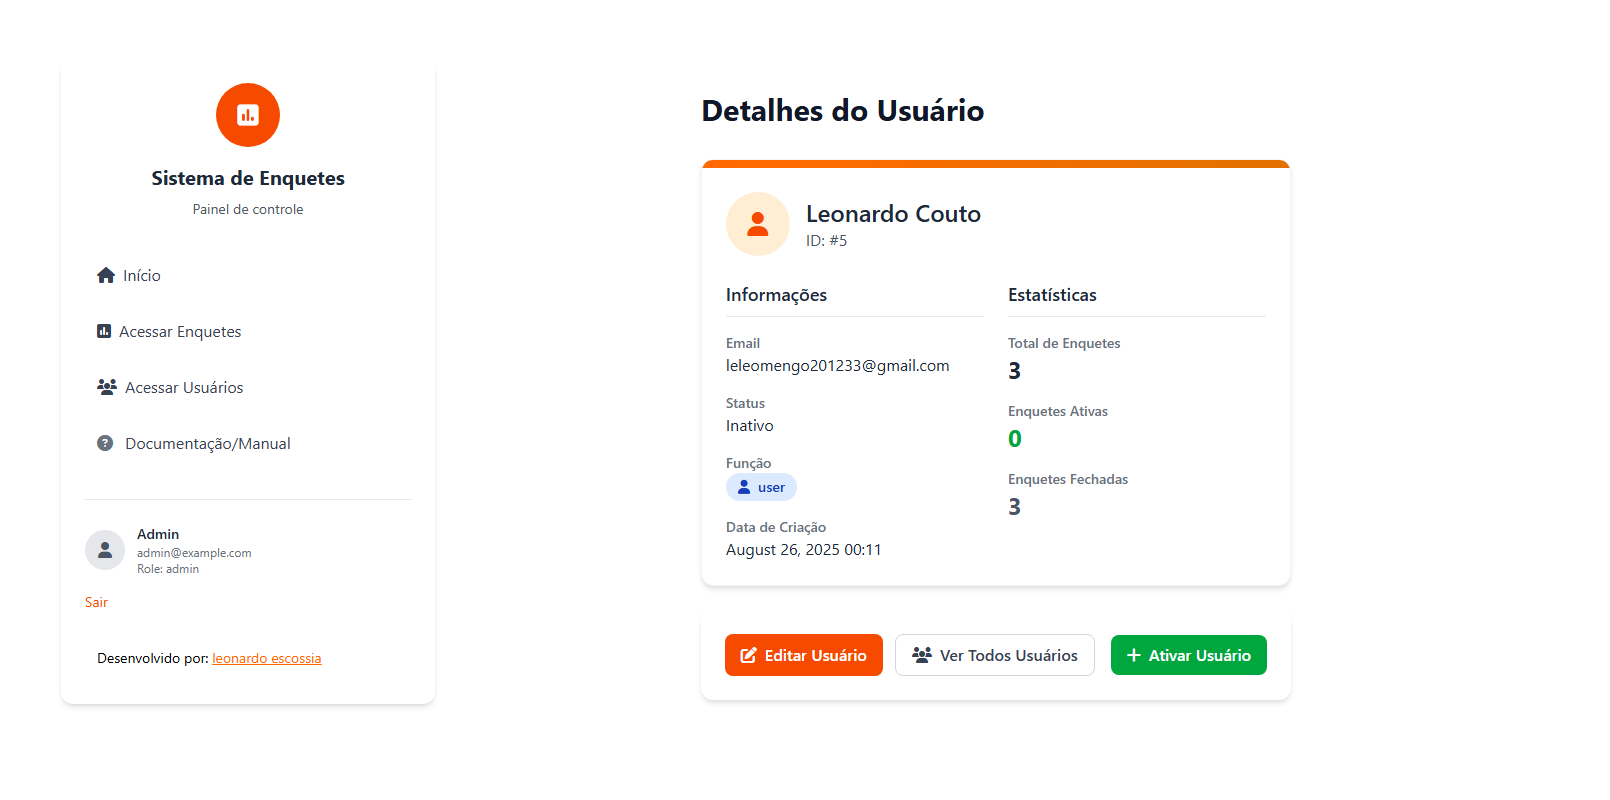 Sistema de Enquetes
Painel de controle
Início
Acessar Enquetes
Acessar Usuários
Documentação/Manual
Admin
admin@example.com
Role: admin
Sair
Desenvolvido por: leonardo escossia
Detalhes do Usuário
Leonardo Couto
ID: #5
Informações
Email
leleomengo201233@gmail.com
Status
Inativo
Função
user
Data de Criação
August 26, 2025 00:11
Estatísticas
Total de Enquetes
3
Enquetes Ativas
0
Enquetes Fechadas
3
Editar Usuário
Ver Todos Usuários
Ativar Usuário